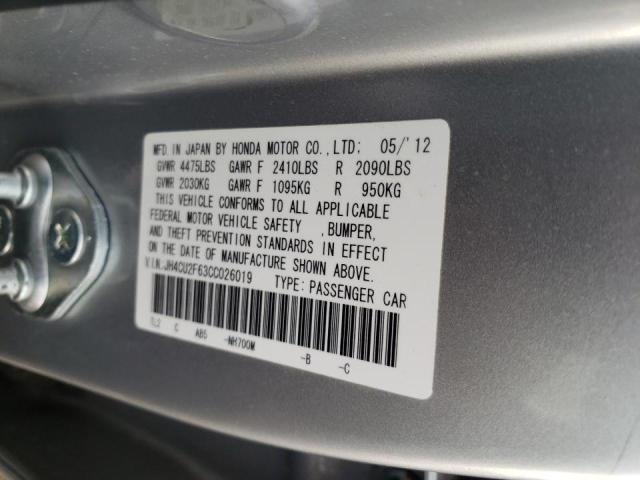 MFD. IN JAPAN BY HONDA MOTOR CO.,LTD: 05/'12
GVWR 4475LBS GAWR F 2410LBS R 2090LBS
GVWR 2030KG GAWR F 1095KG R 950KG
THIS VEHICLE CONFORMS TO ALL APPLICABLE
FEDERAL MOTOR VEHICLE SAFETY ,BUMPER,
AND THEFT PREVENTION STANDARDS IN EFFECT
ON THE DATE OF MANUFACTURE SHOWN ABOVE.
V.I.N:JH4CU2F63CC026019 TYPE: PASSENGER CAR
TL2 C AB5 -NH700M -B -C